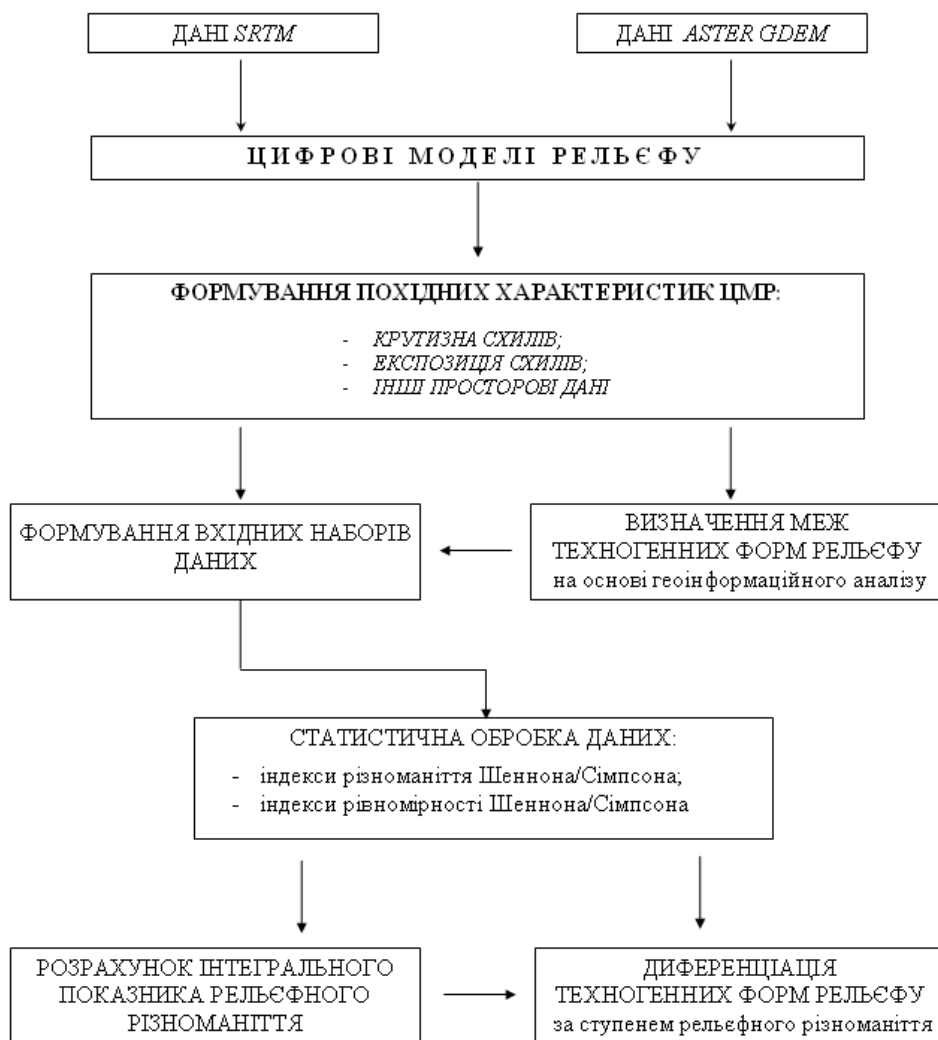 ДАНІ SRTM
ДАНІ ASTER GDEM
ЦИФРОВІ МОДЕЛІ РЕЛЬЄФУ
ФОРМУВАННЯ ПОХІДНИХ ХАРАКТЕРИСТИК ЦМР:
- КРУТИЗНА СХИЛІВ;
- ЕКСПОЗИЦІЯ СХИЛІВ;
- ІНШІ ПРОСТОРОВІ ДАНІ
ФОРМУВАННЯ ВХІДНИХ НАБОРІВ
ДАНИХ
ВИЗНАЧЕННЯ МЕЖ
ТЕХНОГЕННИХ ФОРМ РЕЛЬЄФУ
на основі геоінформаційного аналізу
СТАТИСТИЧНА ОБРОБКА ДАНИХ:
- індекси різноманіття Шеннона/Сімпсона;
- індекси рівномірності Шеннона/Сімпсона
РОЗРАХУНОК ІНТЕГРАЛЬНОГО
ПОКАЗНИКА РЕЛЬЄФНОГО
РІЗНОМАНІТТЯ
ДИФЕРЕНЦІАЦІЯ
ТЕХНОГЕННИХ ФОРМ РЕЛЬЄФУ
за ступенем рельєфного різноманіття